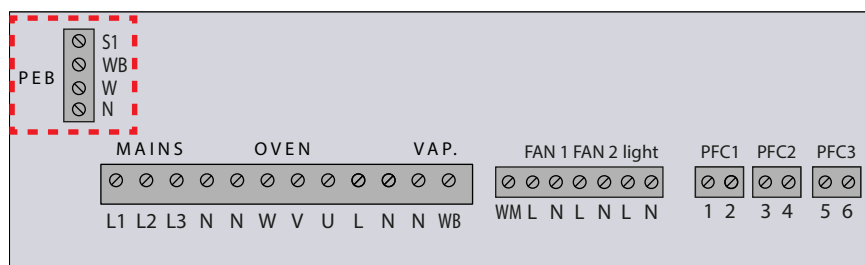 S1
WB
PEB
W
N
MAINS OVEN VAP.
FAN 1 FAN 2 light PFC1 PFC2 PFC3
L1 L2 L3 N N W V U L N N WB
WM L N L N L N
1 2 3 4 5 6